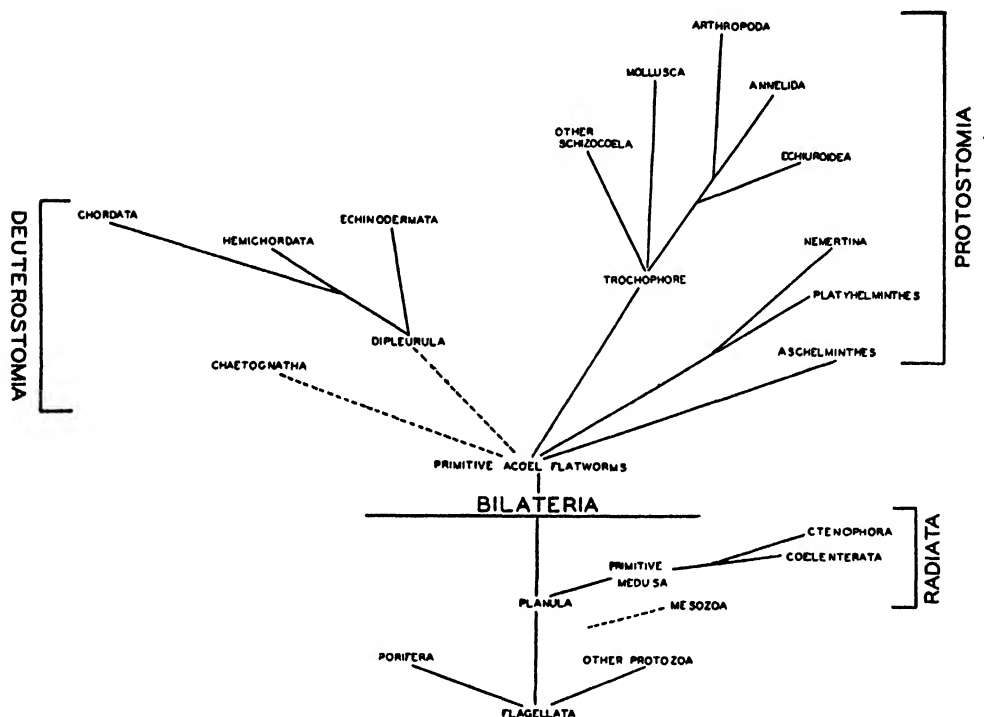 ARTHROPODA
MOLLUSCA
ANNELIDA
OTHER
SCHIZOCOELA
ECHIUROIDEA
PROTOSTOMIA
CHORDATA
ECHINODERMATA
HEMICHORDATA
NEMERTINA
DEUTEROSTOMIA
TROCHOPHORE
PLATYHELMINTHES
DIPLEURULA
CHAETOGNATHA
ASCHELMINTHES
PRIMITIVE ACOEL FLATWORMS
BILATERIA
CTENOPHORA
COELENTERATA
RADIATA
PRIMITIVE
MEDUSA
PLANULA
MESOZOA
PORIFERA
OTHER PROTOZOA
FLAGELLATA